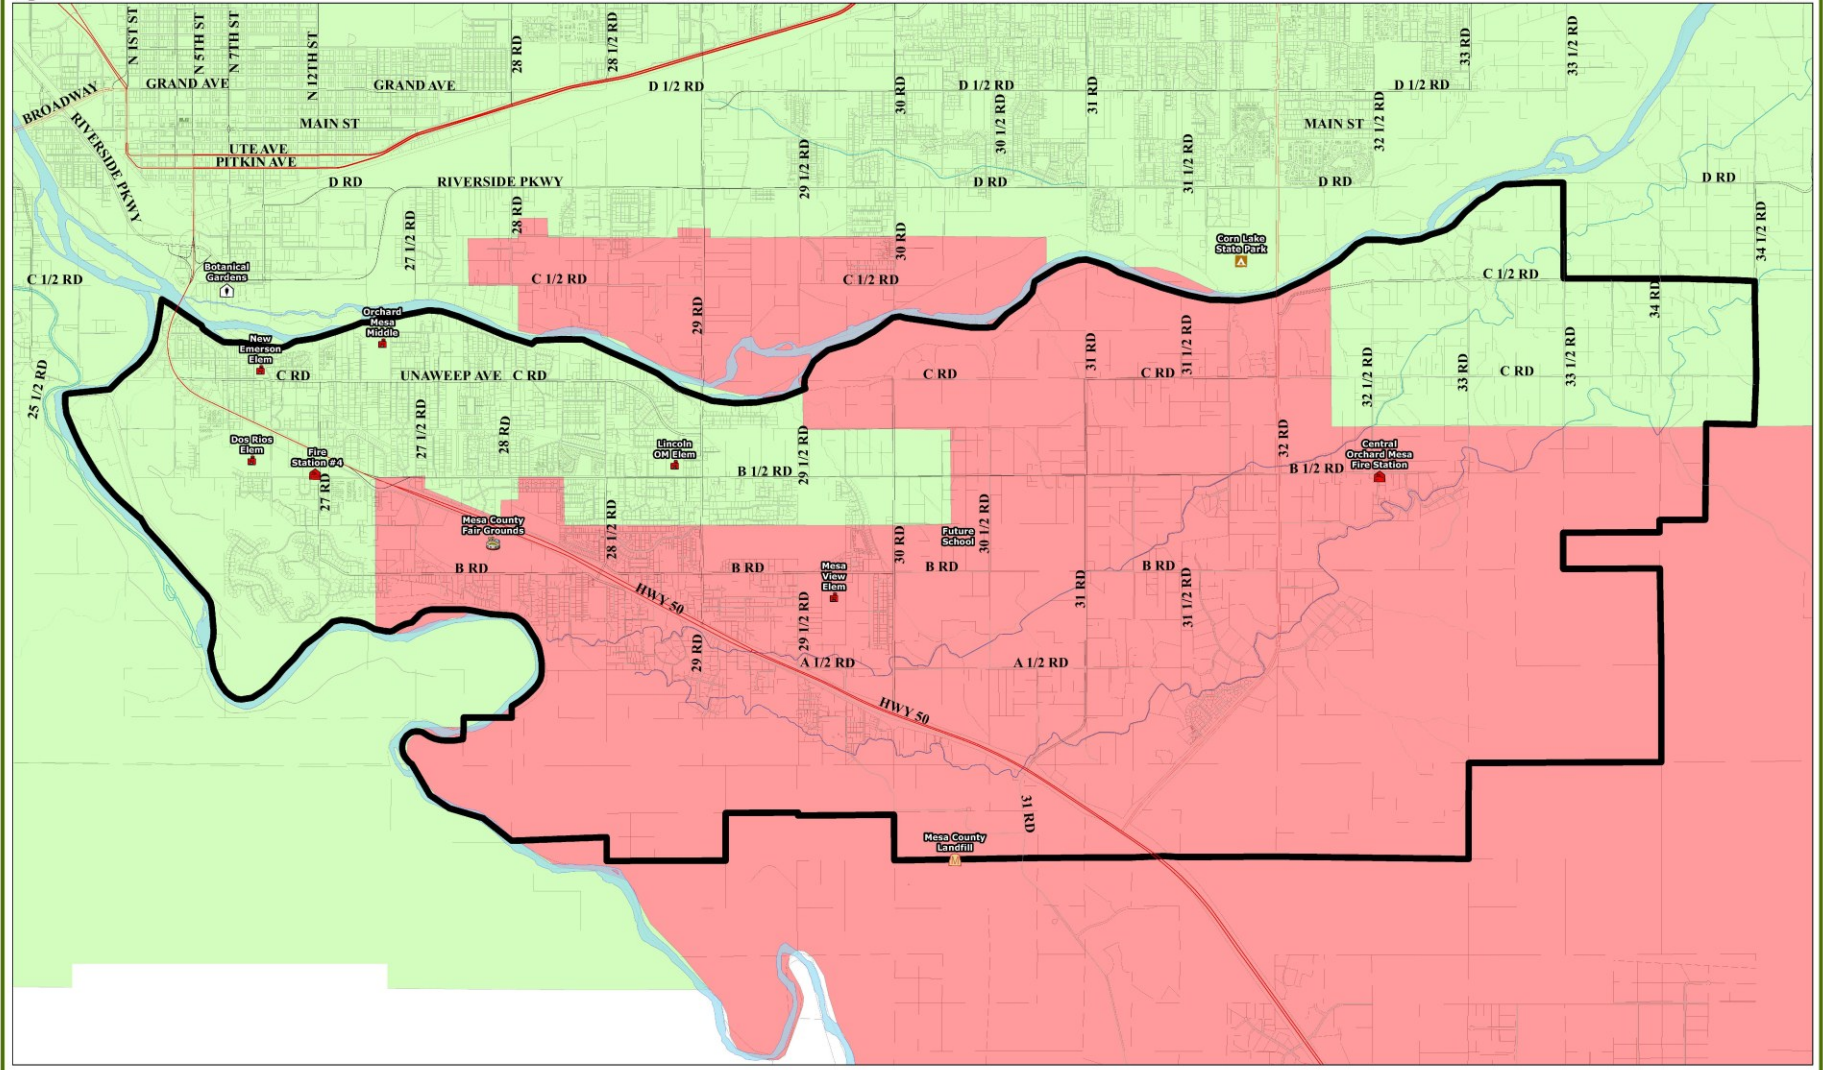 N 1ST ST
N 5TH ST
N 7TH ST
N 12TH ST
28 RD
28 1/2 RD
33 RD
33 1/2 RD
BROADWAY
GRAND AVE
GRAND AVE
D 1/2 RD
30 RD
D 1/2 RD
31 RD
D 1/2 RD
RIVERSIDE PKWY
MAIN ST
30 1/2 RD
MAIN ST
32 1/2 RD
UTE AVE
PITKIN AVE
29 1/2 RD
31 1/2 RD
D RD
RIVERSIDE PKWY
D RD
D RD
D RD
27 1/2 RD
28 RD
30 RD
34 1/2 RD
Corn Lake
State Park
C 1/2 RD
Botanical
Gardens
C 1/2 RD
C 1/2 RD
C 1/2 RD
34 RD
29 RD
Orchard
Mesa
Middle
New
Emerson
Elem
31 RD
31 1/2 RD
33 1/2 RD
25 1/2 RD
C RD
UNAWEEP AVE
C RD
C RD
C RD
32 1/2 RD
33 RD
C RD
27 1/2 RD
28 RD
Dos Rios
Elem
Fire
Station #4
27 RD
Lincoln
OM Elem
B 1/2 RD
29 1/2 RD
32 RD
B 1/2 RD
Central
Orchard Mesa
Fire Station
Mesa County
Fair Grounds
28 1/2 RD
30 RD
Future
School
30 1/2 RD
B RD
B RD
Mesa
View
Elem
B RD
B RD
HWY 50
29 1/2 RD
31 RD
31 1/2 RD
29 RD
A 1/2 RD
A 1/2 RD
HWY 50
31 RD
Mesa County
Landfill